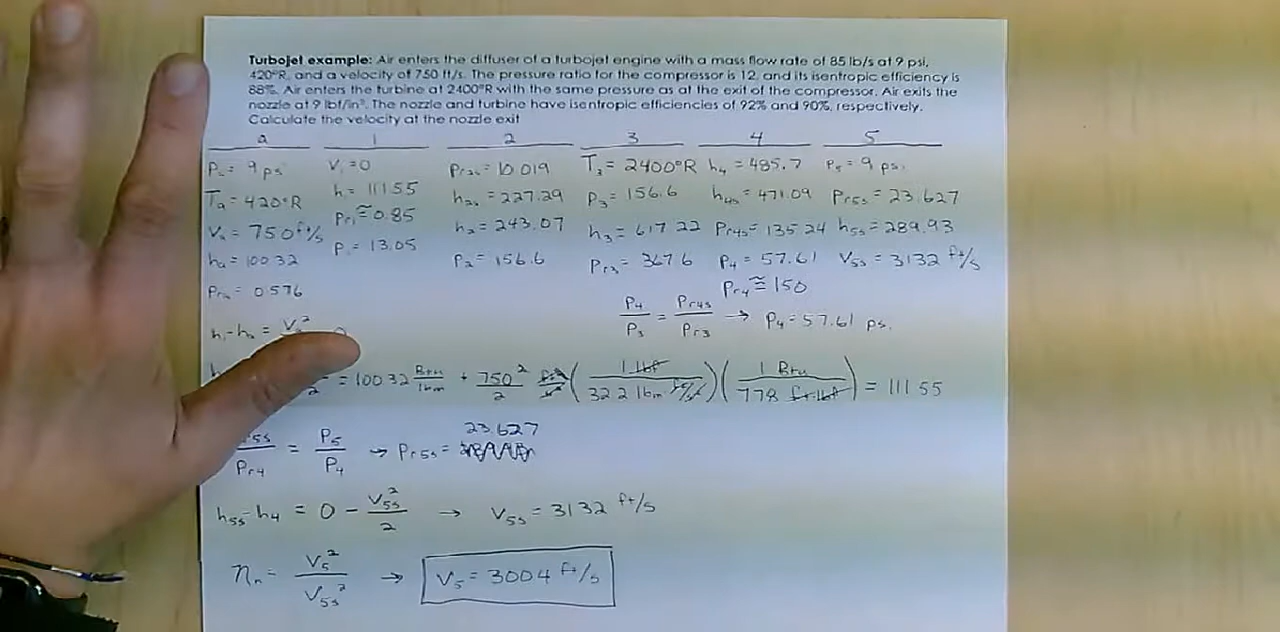 Turbojet example: Air enters the diffuser of a turbojet engine with a mass flow rate of 85 lb/s at 9 psi,
420°R, and a velocity of 750 ft/s. The pressure ratio for the compressor is 12, and its isentropic efficiency is
88%. Air enters the turbine at 2400°R with the same pressure as at the exit of the compressor. Air exits the
nozzle at 9 lbf/in². The nozzle and turbine have isentropic efficiencies of 92% and 90%, respectively.
Calculate the velocity at the nozzle exit
a 1 2 3 4 5
Pa = 9 psi V1 = 0 Pr2s = 10.019 T3 = 2400°R h4 = 485.7 P5 = 9 psi
Ta = 420°R h1 = 111.55 h2s = 227.29 P3 = 156.6 h4s = 471.09 Pr5s = 23.627
Va = 750 ft/s Pr1 ≅ 0.85 h2 = 243.07 h3 = 617.22 Pr4s = 135.24 h5s = 289.93
ha = 100.32 P1 = 13.05 P2 = 156.6 Pr3 = 367.6 P4 = 57.61 V5s = 3132 ft/s
Pra = 0.576 Pr4 ≅ 150
P4/P3 = Pr4s/Pr3 → P4 = 57.61 psi
h1-ha = Va²
= 100.32 Btu/lbm + 750²/2 ft²/s² (1 lbf / 32.2 lbm ft/s²)(1 Btu / 778 ft·lbf) = 111.55
23.627
/Pr4 = P5/P4 → Pr5s =
h5s-h4 = 0 - V5s²/2 → V5s = 3132 ft/s
ηn = V5²/V5s² → V5 = 3004 ft/s